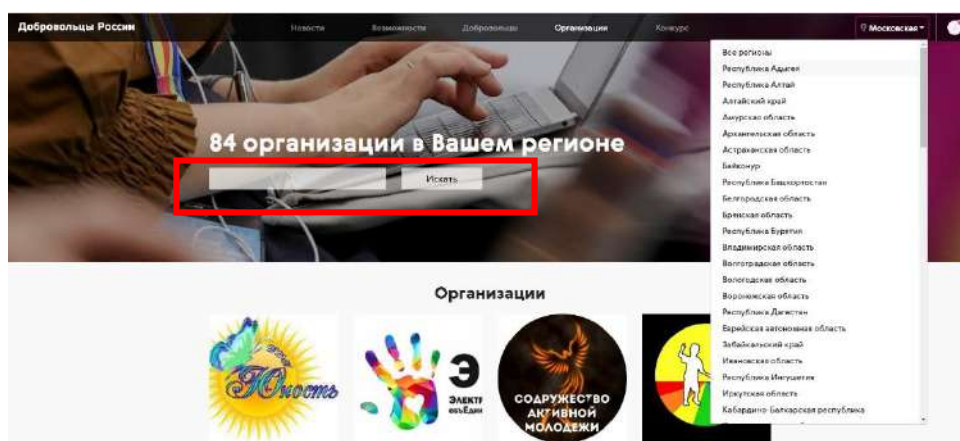 Добровольцы России
Новости
Возможности
Добровольцы
Организации
Конкурс
Московская
84 организации в Вашем регионе
Искать
Все регионы
Республика Адыгея
Республика Алтай
Алтайский край
Амурская область
Архангельская область
Астраханская область
Байконур
Республика Башкортостан
Белгородская область
Брянская область
Республика Бурятия
Владимирская область
Волгоградская область
Вологодская область
Воронежская область
Республика Дагестан
Еврейская автономная область
Забайкальский край
Ивановская область
Республика Ингушетия
Иркутская область
Кабардино-Балкарская республика
Организации
Юность
Э
ЭЛЕКТР
объЕдин
СОДРУЖЕСТВО
АКТИВНОЙ
МОЛОДЕЖИ